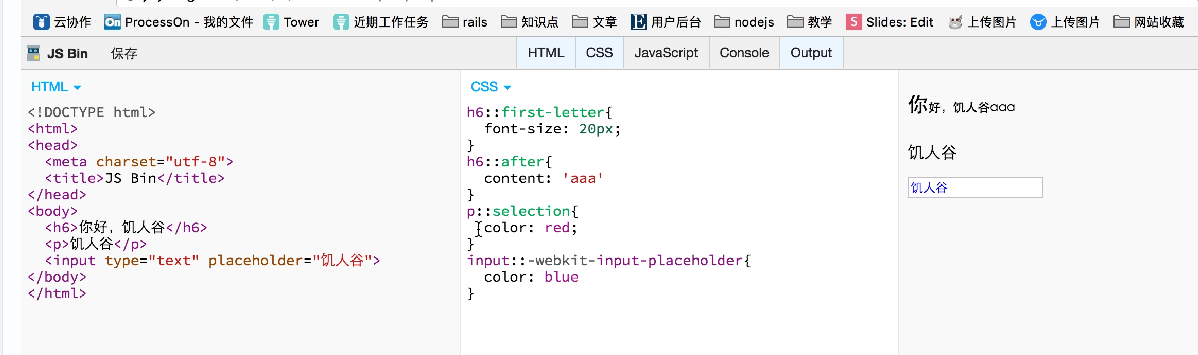 云协作 ProcessOn - 我的文件 Tower 近期工作任务 rails 知识点 文章 用户后台 nodejs 教学 Slides: Edit 上传图片 上传图片 网站收藏
JS Bin 保存 HTML CSS JavaScript Console Output
HTML
<!DOCTYPE html>
<html>
<head>
<meta charset="utf-8">
<title>JS Bin</title>
</head>
<body>
<h6>你好，饥人谷</h6>
<p>饥人谷</p>
<input type="text" placeholder="饥人谷">
</body>
</html>
CSS
h6::first-letter{
font-size: 20px;
}
h6::after{
content: 'aaa'
}
p::selection{
color: red;
}
input::-webkit-input-placeholder{
color: blue
}
你好，饥人谷aaa
饥人谷
饥人谷